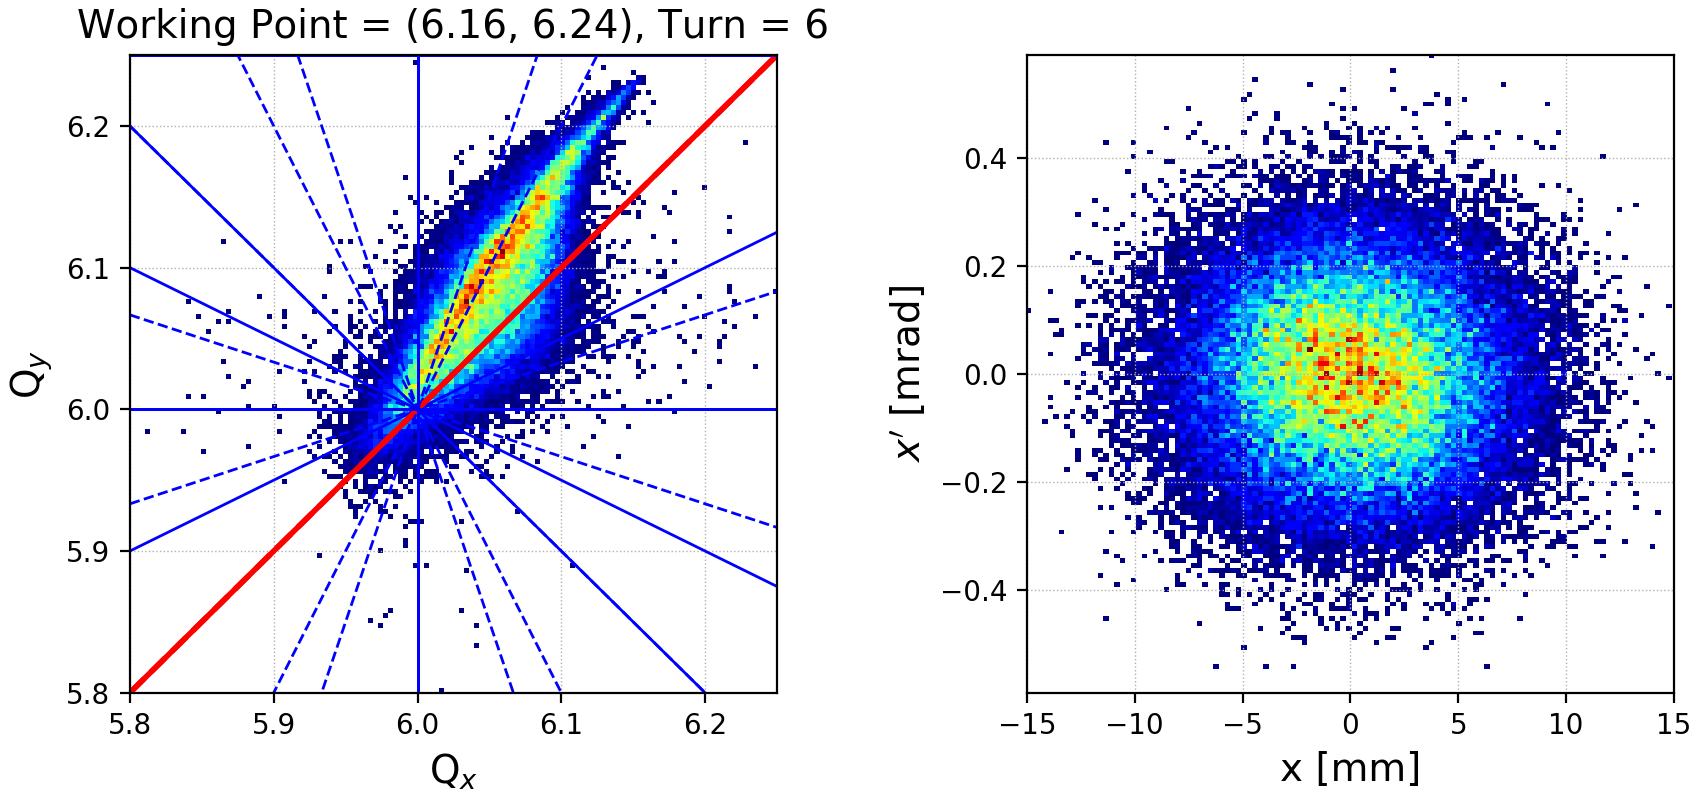 Working Point = (6.16, 6.24), Turn = 6
Qy
6.2
6.1
6.0
5.9
5.8
5.8 5.9 6.0 6.1 6.2
Qx
x′ [mrad]
0.4
0.2
0.0
−0.2
−0.4
−15 −10 −5 0 5 10 15
x [mm]